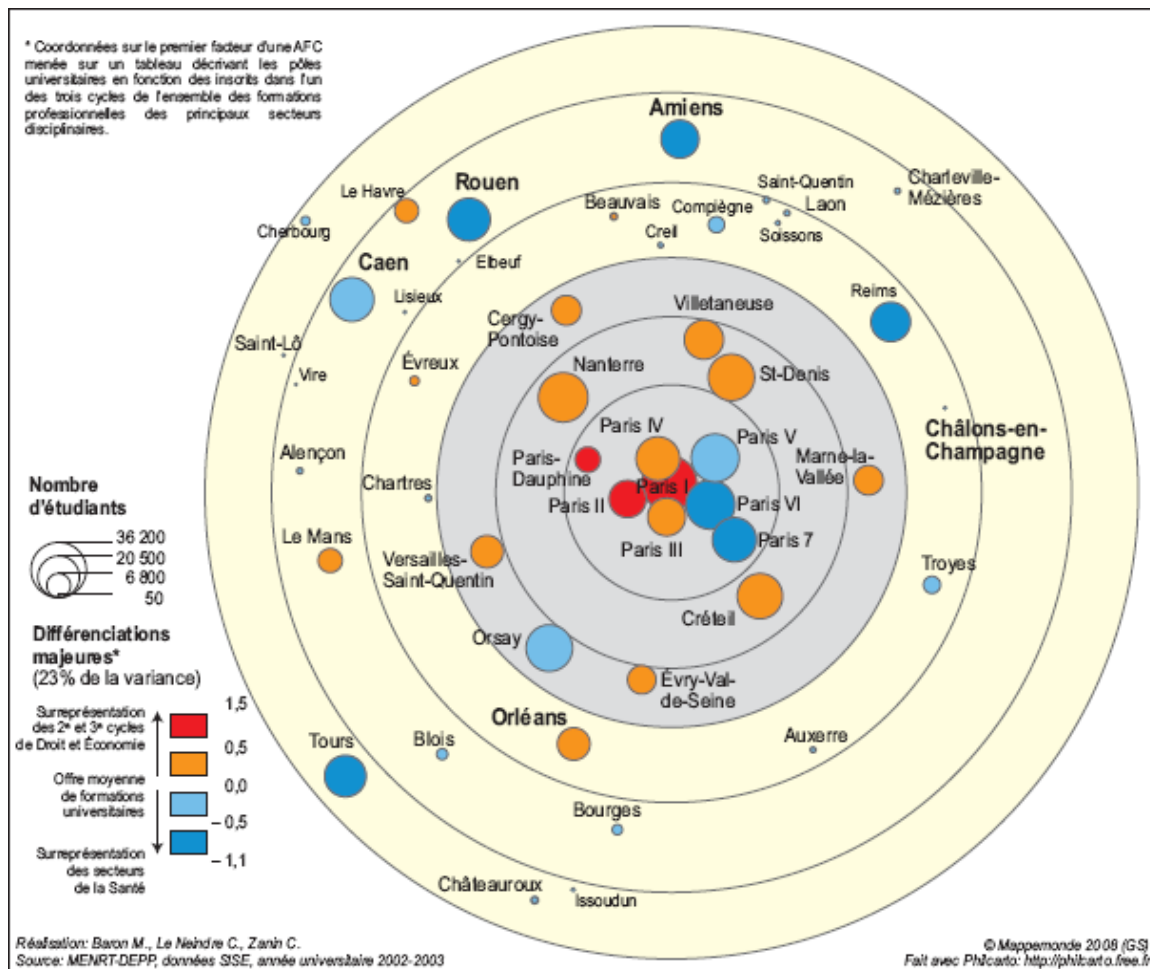 * Coordonnées sur le premier facteur d'une AFC
menée sur un tableau décrivant les pôles
universitaires en fonction des inscrits dans l'un
des trois cycles de l'ensemble des formations
professionnelles des principaux secteurs
disciplinaires.
Amiens
Rouen
Le Havre
Cherbourg
Beauvais
Compiègne
Saint-Quentin
Laon
Soissons
Charleville-
Mézières
Creil
Elbeuf
Caen
Lisieux
Reims
Cergy-
Pontoise
Villetaneuse
Saint-Lô
Vire
Évreux
Nanterre
St-Denis
Châlons-en-
Champagne
Paris IV
Paris V
Paris-
Dauphine
Paris I
Marne-la-
Vallée
Alençon
Chartres
Paris II
Paris VI
Paris III
Paris 7
Le Mans
Versailles-
Saint-Quentin
Troyes
Créteil
Orsay
Évry-Val-
de-Seine
Orléans
Tours
Blois
Auxerre
Bourges
Châteauroux
Issoudun
Nombre
d'étudiants
36 200
20 500
6 800
50
Différenciations
majeures*
(23% de la variance)
Surreprésentation
des 2e et 3e cycles
de Droit et Économie
Offre moyenne
de formations
universitaires
Surreprésentation
des secteurs
de la Santé
1,5
0,5
0,0
– 0,5
– 1,1
Réalisation: Baron M., Le Neindre C., Zanin C.
Source: MENRT-DEPP, données SISE, année universitaire 2002-2003
© Mappemonde 2008 (GS)
Fait avec Philcarto: http://philcarto.free.fr